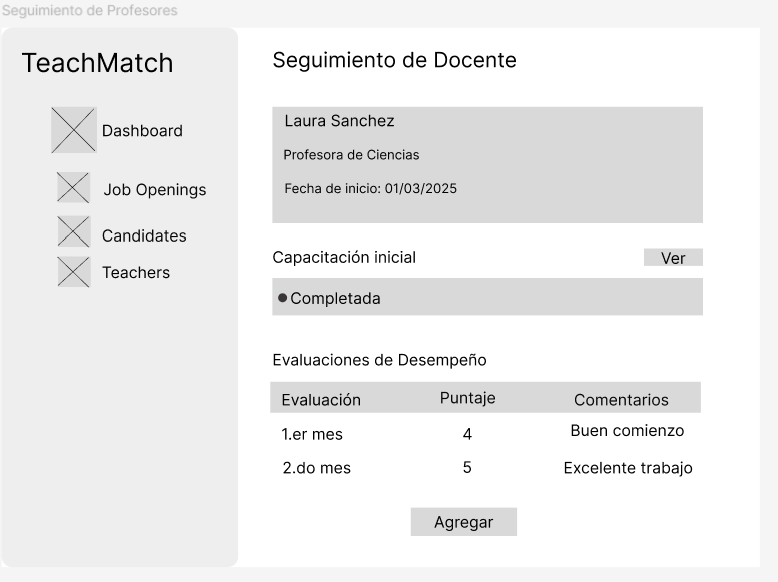 Seguimiento de Profesores
TeachMatch
Dashboard
Job Openings
Candidates
Teachers
Seguimiento de Docente
Laura Sanchez
Profesora de Ciencias
Fecha de inicio: 01/03/2025
Capacitación inicial
Ver
Completada
Evaluaciones de Desempeño
Evaluación Puntaje Comentarios
1.er mes 4 Buen comienzo
2.do mes 5 Excelente trabajo
Agregar